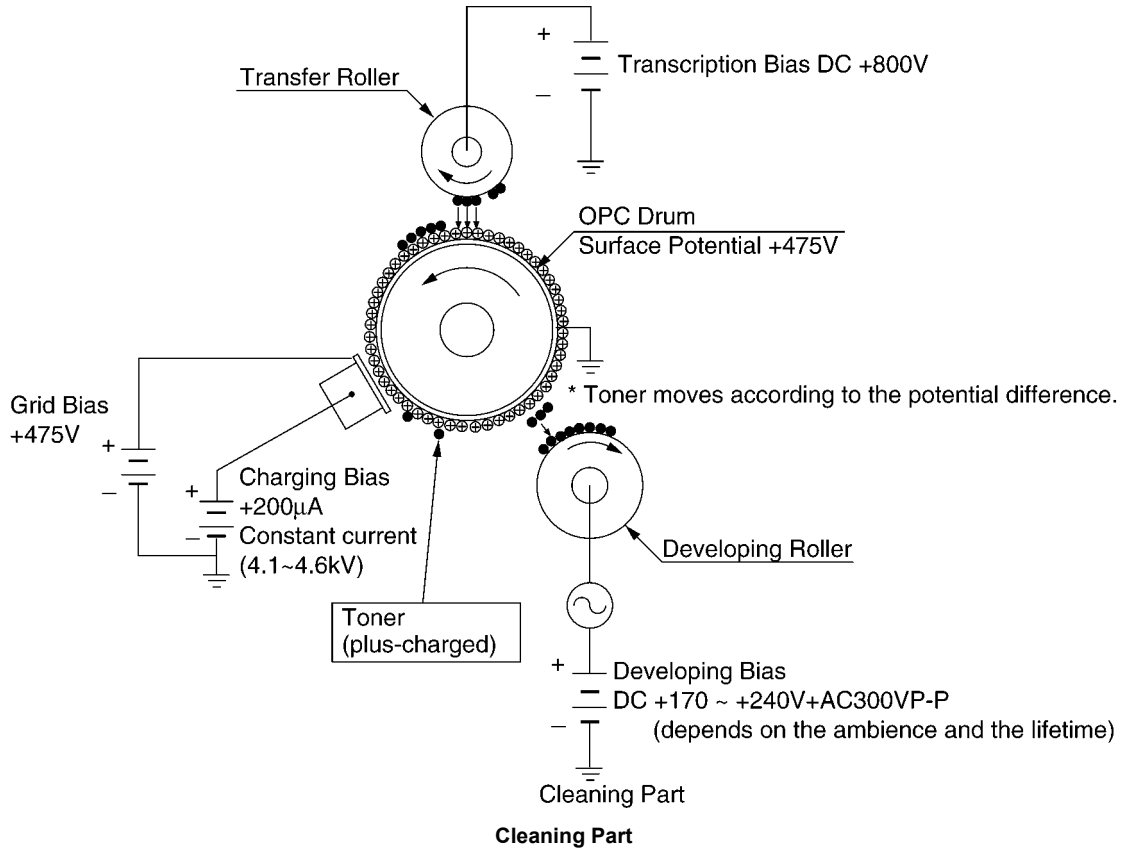 +
Transcription Bias DC +800V
–
Transfer Roller
OPC Drum
Surface Potential +475V
* Toner moves according to the potential difference.
Grid Bias
+475V
+
–
Charging Bias
+
+200μA
–
Constant current
(4.1~4.6kV)
Developing Roller
Toner
(plus-charged)
+
Developing Bias
DC +170 ~ +240V+AC300VP-P
–
(depends on the ambience and the lifetime)
Cleaning Part
Cleaning Part